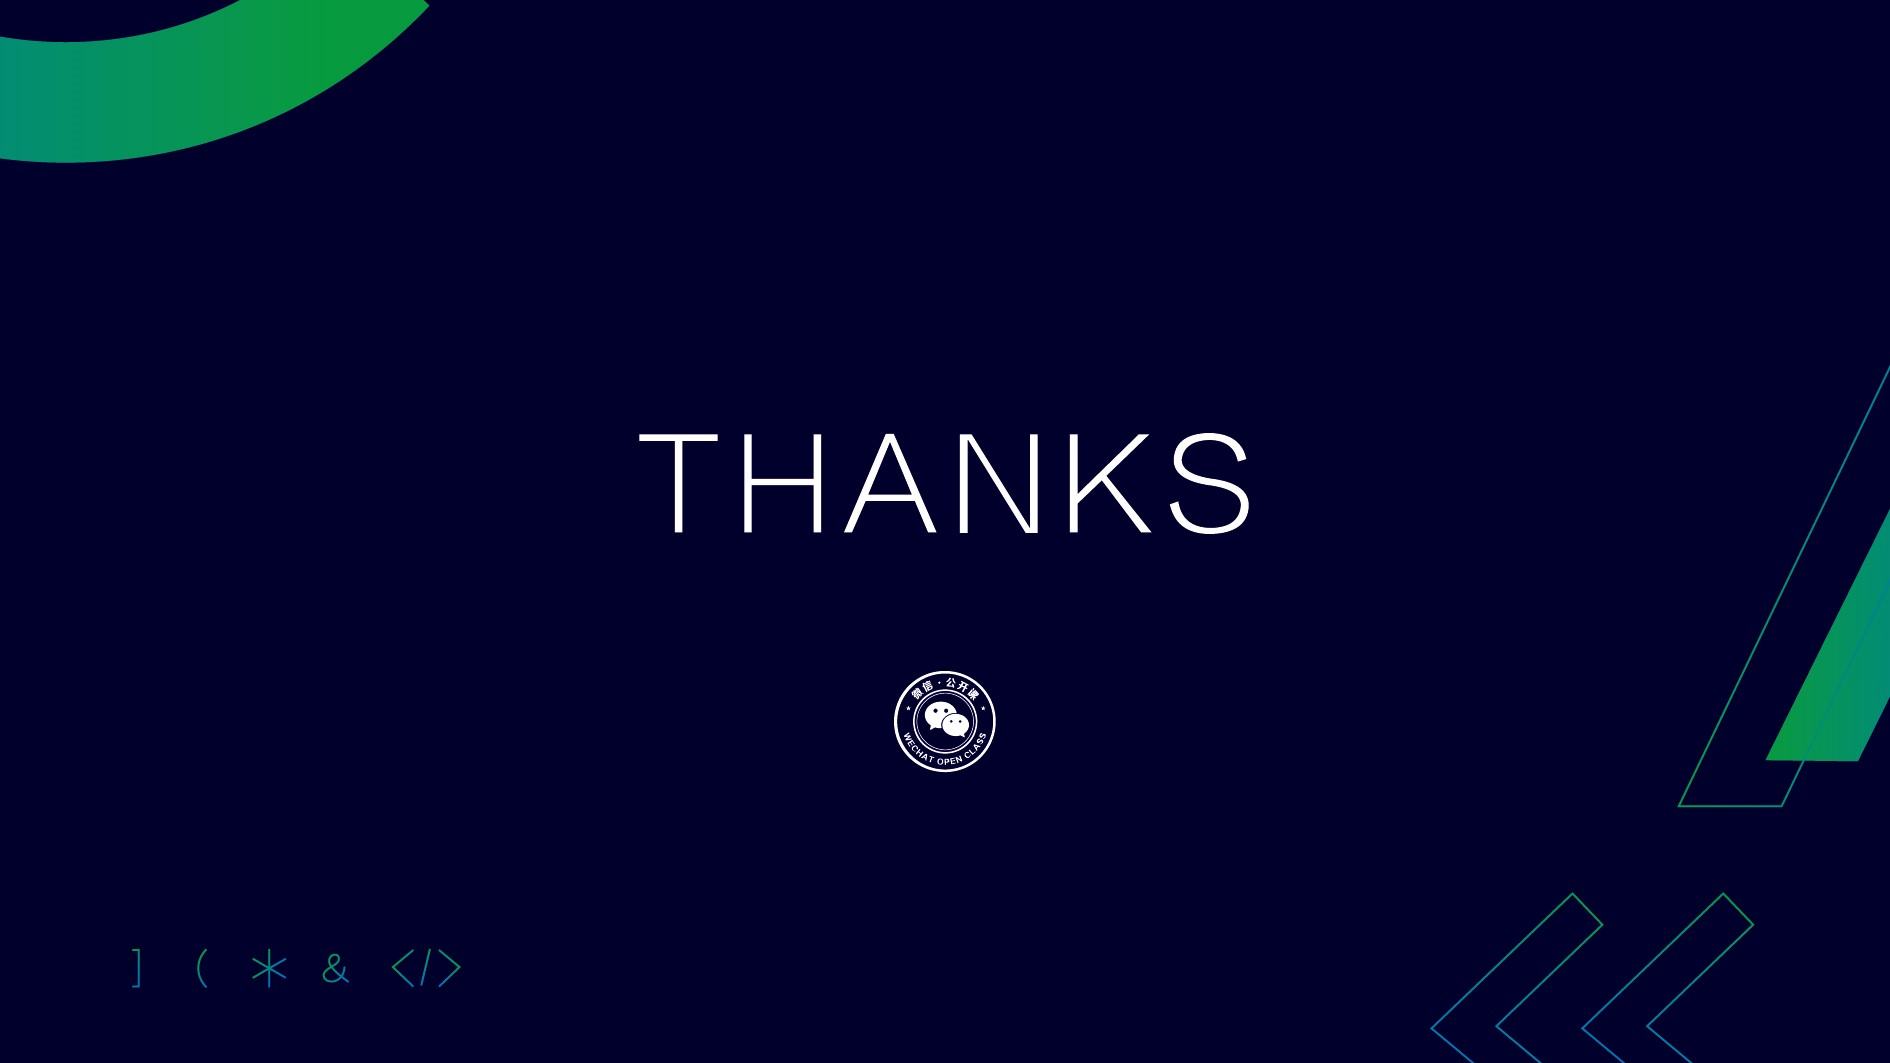 THANKS
微信·公开课
WECHAT OPEN CLASS
] ( * & </>